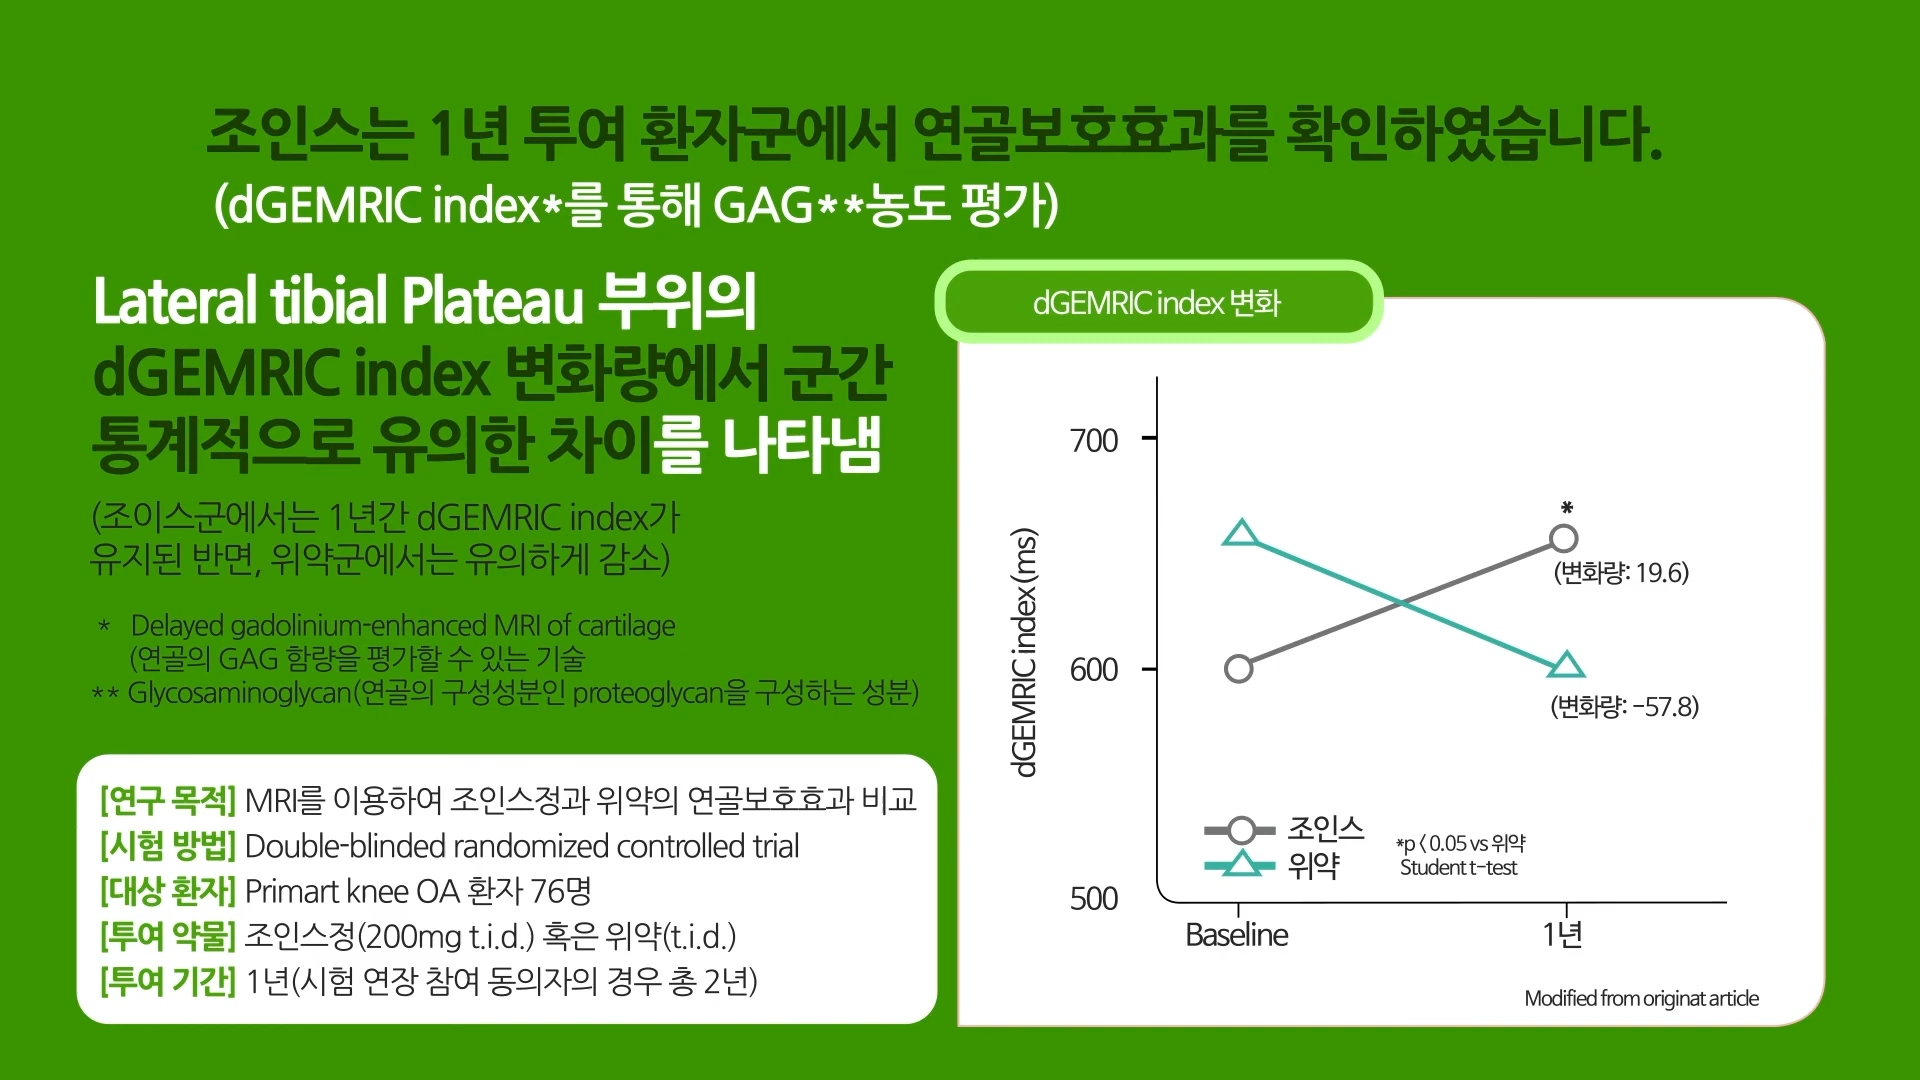 조인스는 1년 투여 환자군에서 연골보호효과를 확인하였습니다.
(dGEMRIC index*를 통해 GAG**농도 평가)
Lateral tibial Plateau 부위의
dGEMRIC index 변화량에서 군간
통계적으로 유의한 차이를 나타냄
(조이스군에서는 1년간 dGEMRIC index가
유지된 반면, 위약군에서는 유의하게 감소)
* Delayed gadolinium-enhanced MRI of cartilage
(연골의 GAG 함량을 평가할 수 있는 기술
** Glycosaminoglycan(연골의 구성성분인 proteoglycan을 구성하는 성분)
[연구 목적] MRI를 이용하여 조인스정과 위약의 연골보호효과 비교
[시험 방법] Double-blinded randomized controlled trial
[대상 환자] Primart knee OA 환자 76명
[투여 약물] 조인스정(200mg t.i.d.) 혹은 위약(t.i.d.)
[투여 기간] 1년(시험 연장 참여 동의자의 경우 총 2년)
dGEMRIC index 변화
dGEMRIC index(ms)
700
600
500
*
(변화량: 19.6)
(변화량: -57.8)
조인스
위약
*p < 0.05 vs 위약
Student t-test
Baseline
1년
Modified from originat article